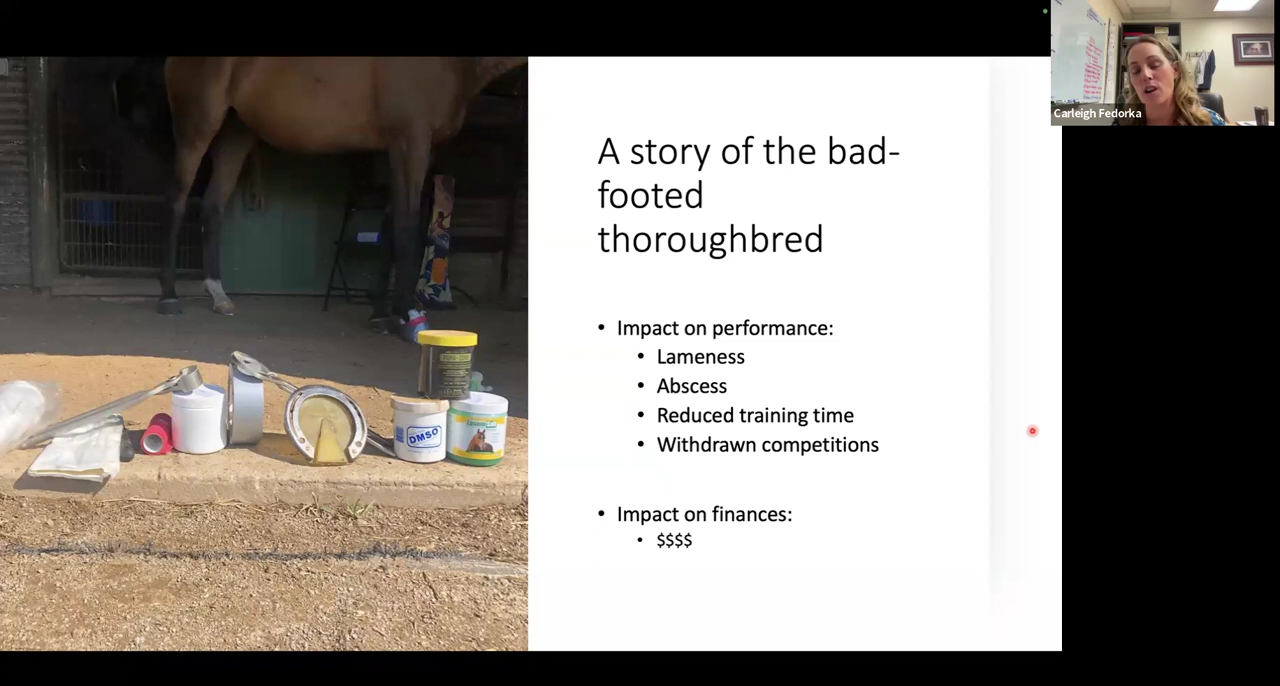 Carleigh Fedorka
A story of the bad-
footed
thoroughbred
• Impact on performance:
• Lameness
• Abscess
• Reduced training time
• Withdrawn competitions
• Impact on finances:
• $$$$
DMSO